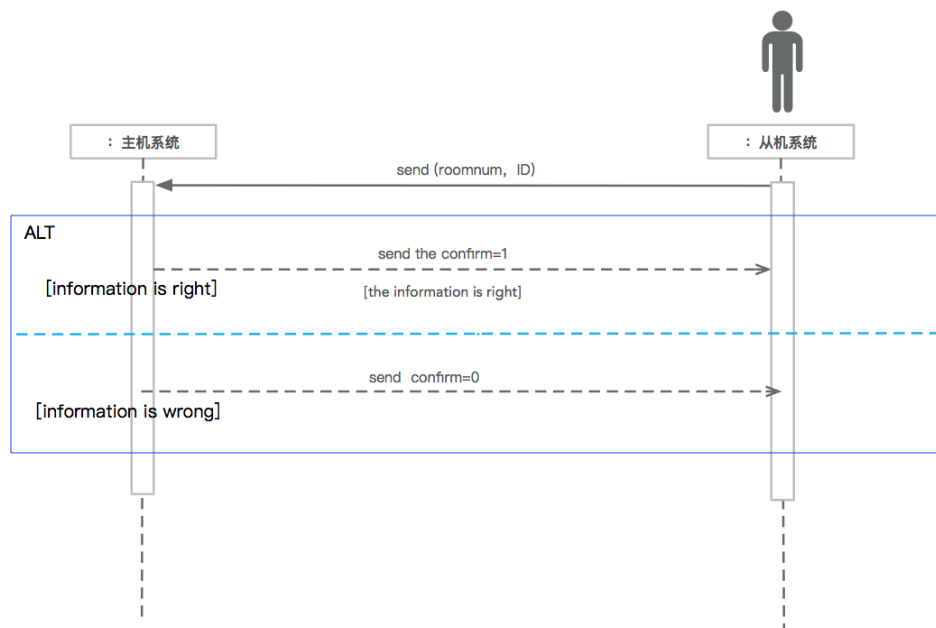 ：主机系统
：从机系统
send (roomnum， ID)
ALT
send the confirm=1
[information is right]
[the information is right]
send confirm=0
[information is wrong]